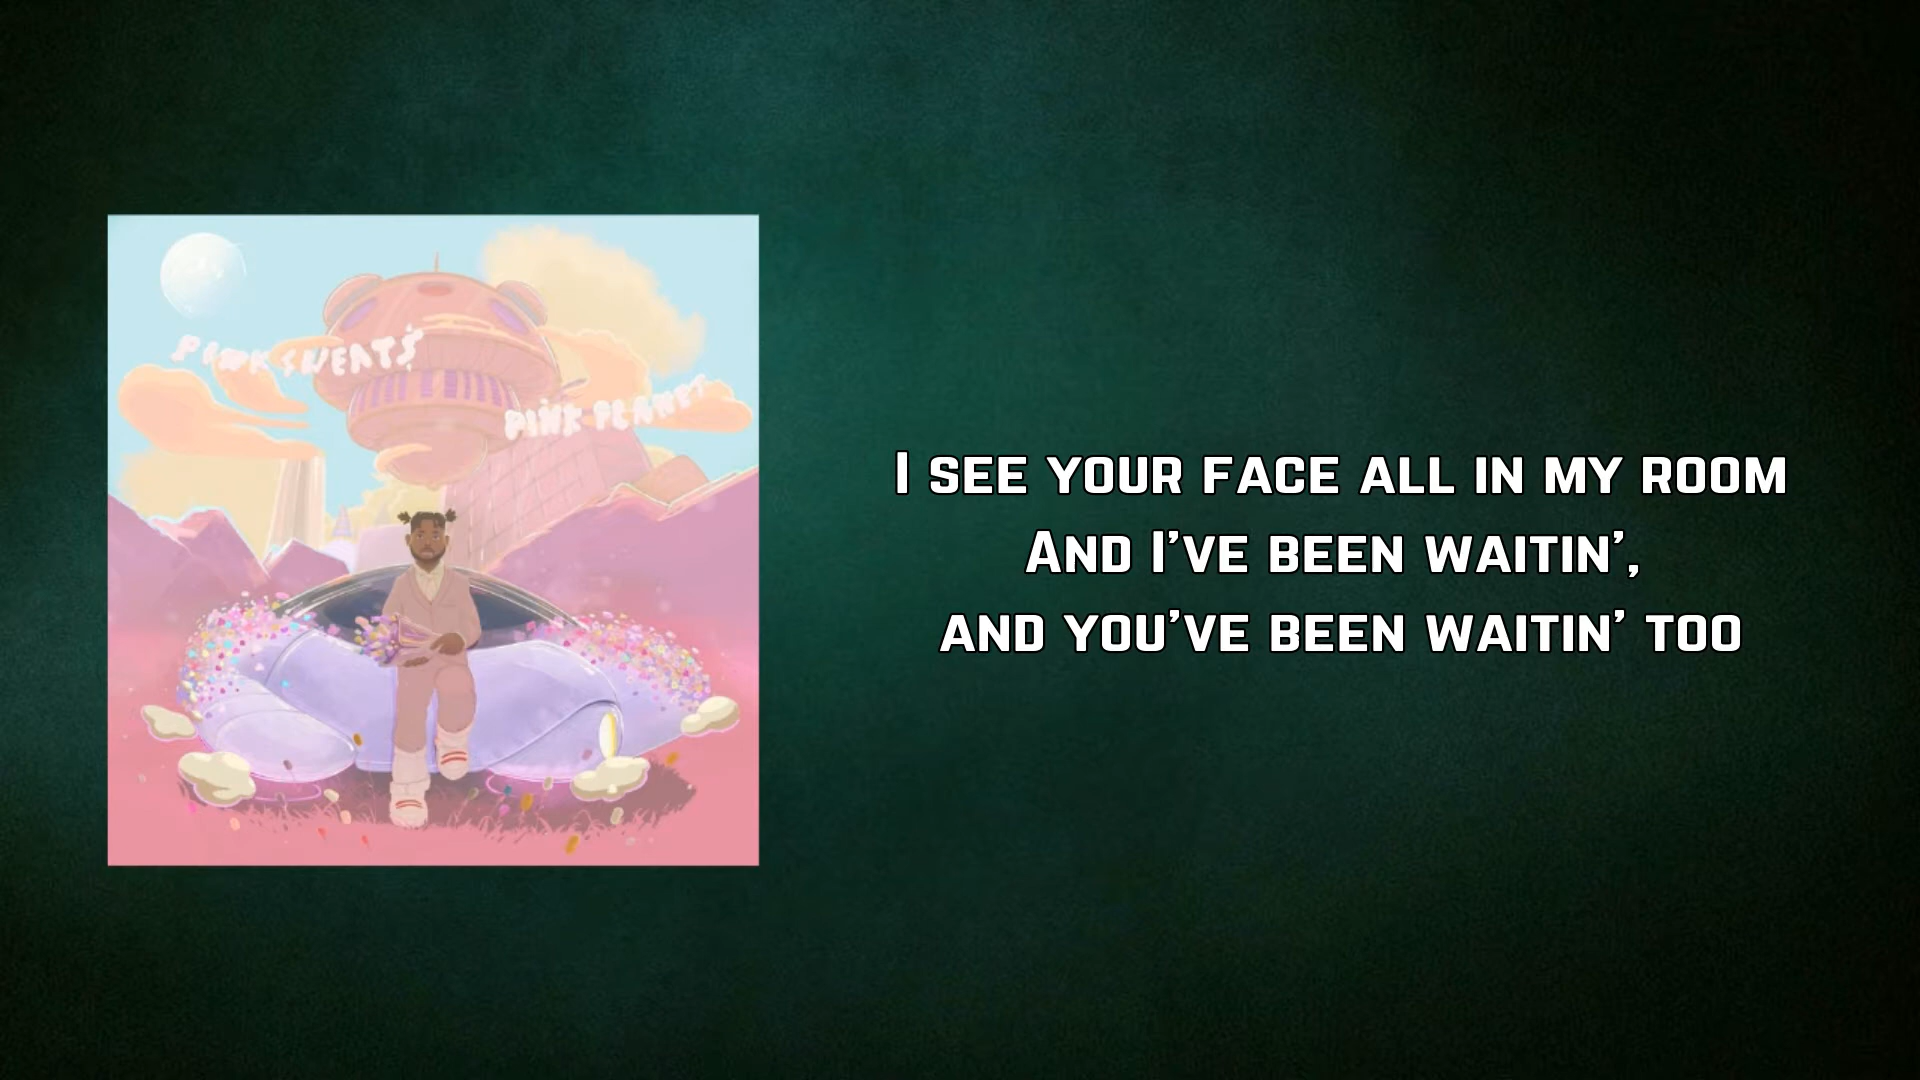 PINK SWEAT$
PINK PLANET
I SEE YOUR FACE ALL IN MY ROOM
AND I'VE BEEN WAITIN',
AND YOU'VE BEEN WAITIN' TOO